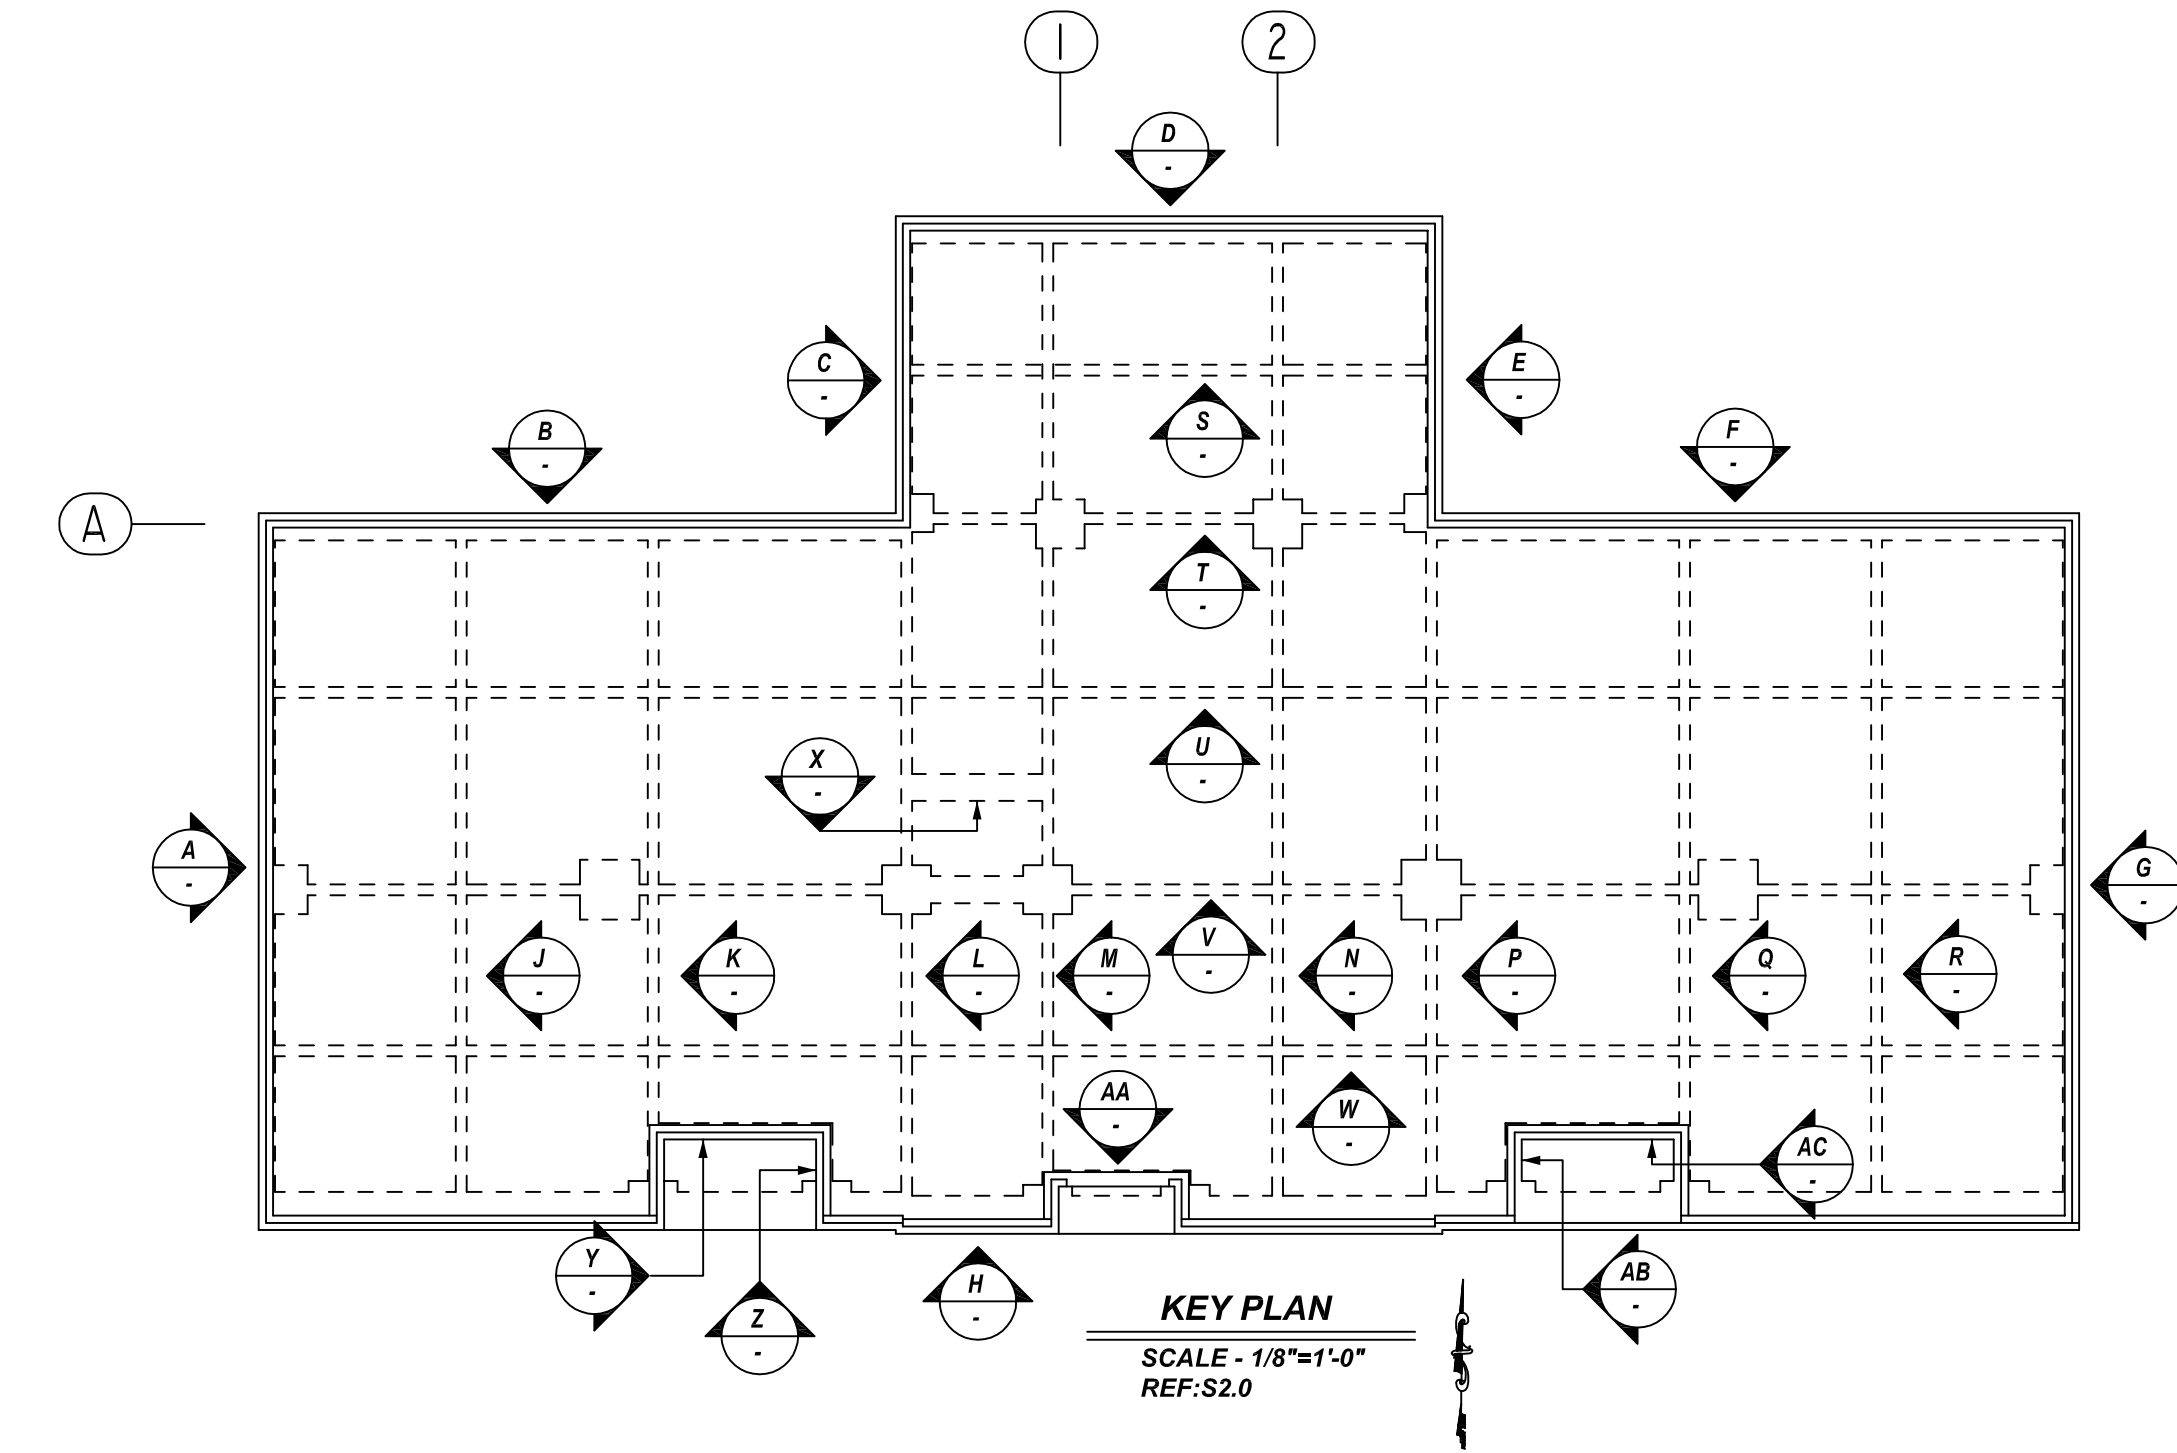 1
2
D
-
C
-
E
-
S
-
B
-
F
-
A
T
-
X
-
U
-
A
-
G
-
J
-
K
-
L
-
M
-
V
-
N
-
P
-
Q
-
R
-
AA
-
W
-
AC
-
Y
-
Z
-
H
-
AB
-
KEY PLAN
SCALE - 1/8"=1'-0"
REF:S2.0